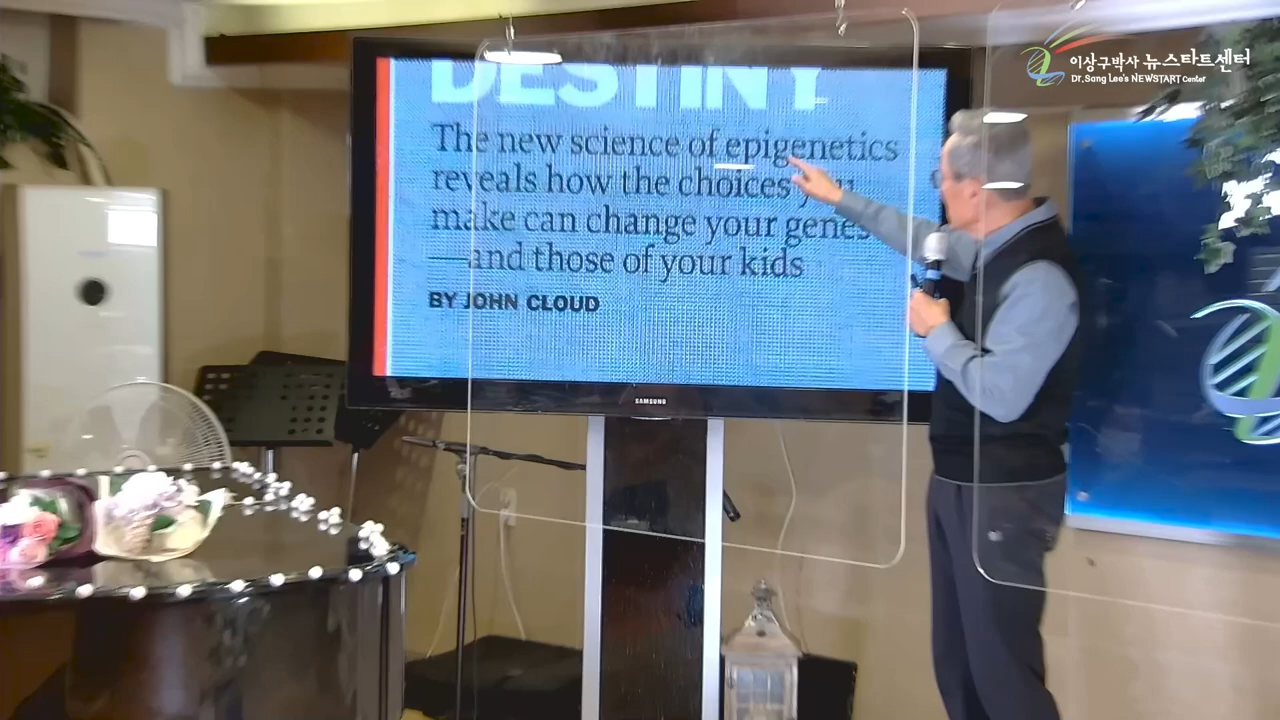 이상구박사 뉴스타트센터
Dr. Sang Lee's NEWSTART Center
DESTINY
The new science of epigenetics
reveals how the choices you
make can change your genes
—and those of your kids
BY JOHN CLOUD
SAMSUNG